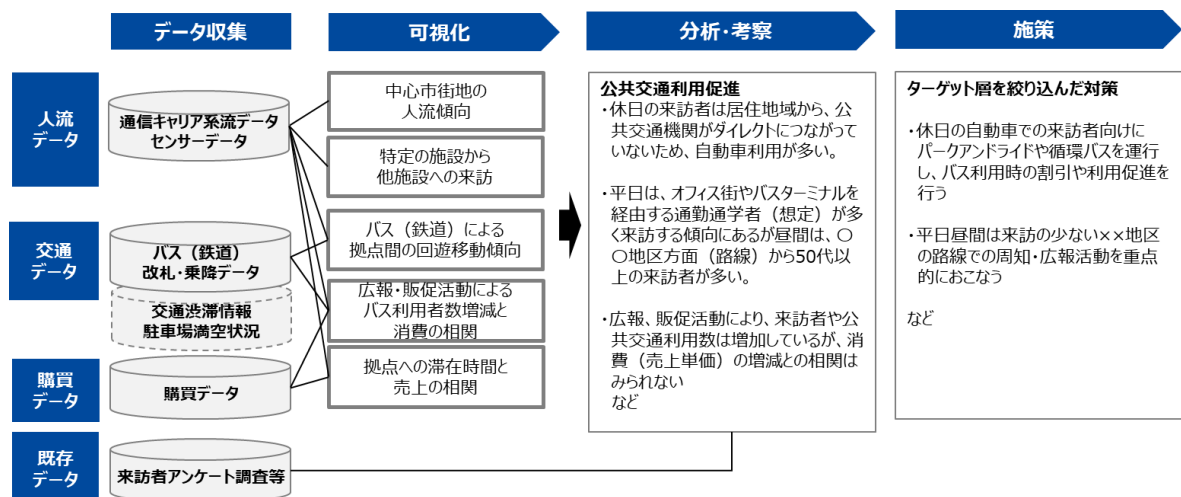 データ収集
可視化
分析・考察
施策
人流
データ
通信キャリア系流データ
センサーデータ
交通
データ
バス（鉄道）
改札・乗降データ
交通渋滞情報
駐車場満空状況
購買
データ
購買データ
既存
データ
来訪者アンケート調査等
中心市街地の
人流傾向
特定の施設から
他施設への来訪
バス（鉄道）による
拠点間の回遊移動傾向
広報・販促活動による
バス利用者数増減と
消費の相関
拠点への滞在時間と
売上の相関
公共交通利用促進
・休日の来訪者は居住地域から、公
共交通機関がダイレクトにつながって
いないため、自動車利用が多い。
・平日は、オフィス街やバスターミナルを
経由する通勤通学者（想定）が多
く来訪する傾向にあるが昼間は、〇
〇地区方面（路線）から50代以
上の来訪者が多い。
・広報、販促活動により、来訪者や公
共交通利用数は増加しているが、消
費（売上単価）の増減との相関は
みられない
など
ターゲット層を絞り込んだ対策
・休日の自動車での来訪者向けに
パークアンドライドや循環バスを運行
し、バス利用時の割引や利用促進を
行う
・平日昼間は来訪の少ない××地区
の路線での周知・広報活動を重点
的におこなう
など